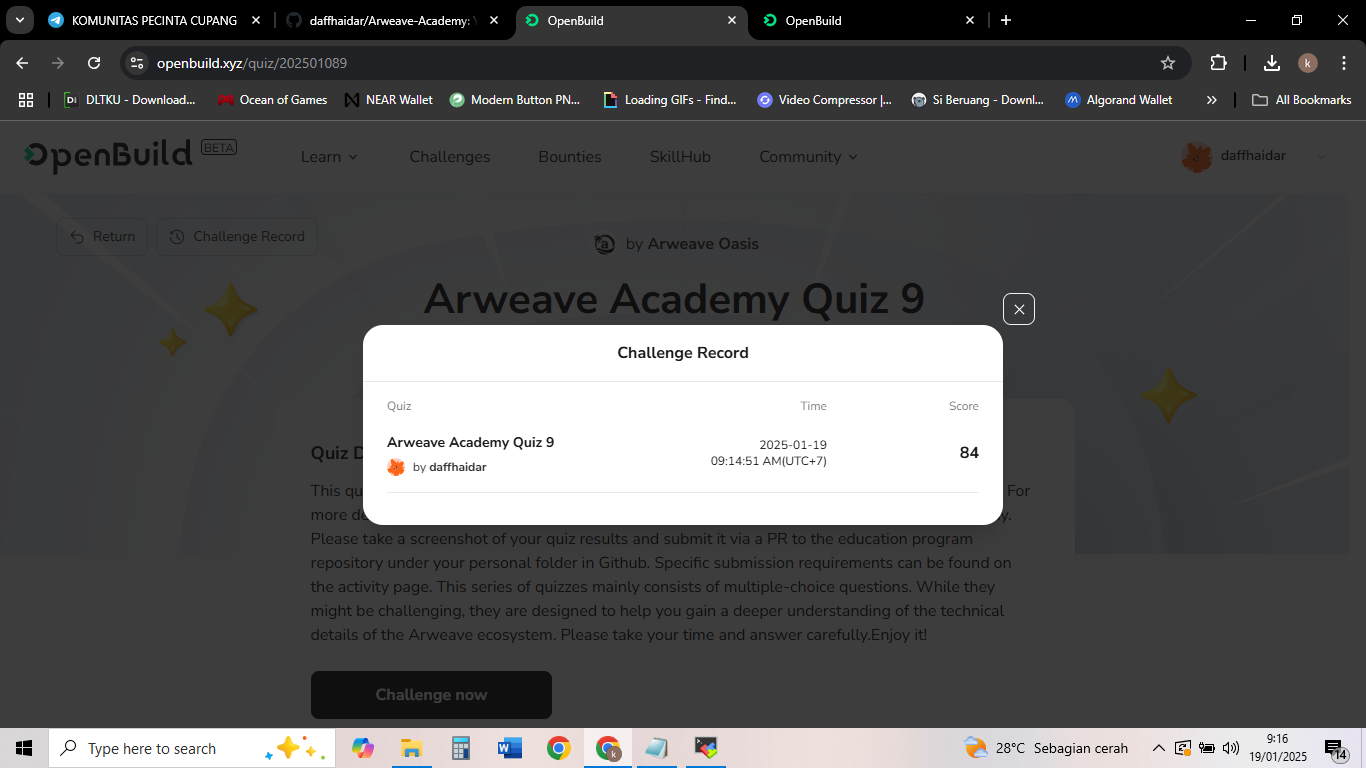 KOMUNITAS PECINTA CUPANG
daffhaidar/Arweave-Academy:
OpenBuild
OpenBuild
openbuild.xyz/quiz/202501089
k
DLTKU - Download...
Ocean of Games
NEAR Wallet
Modern Button PN...
Loading GIFs - Find...
Video Compressor |...
Si Beruang - Downl...
Algorand Wallet
All Bookmarks
OpenBuild BETA
Learn
Challenges
Bounties
SkillHub
Community
daffhaidar
Return
Challenge Record
by Arweave Oasis
Arweave Academy Quiz 9
Challenge Record
Quiz
Time
Score
Arweave Academy Quiz 9
by daffhaidar
2025-01-19
09:14:51 AM(UTC+7)
84
Quiz D
This qu
For
more de
y.
Please take a screenshot of your quiz results and submit it via a PR to the education program
repository under your personal folder in Github. Specific submission requirements can be found on
the activity page. This series of quizzes mainly consists of multiple-choice questions. While they
might be challenging, they are designed to help you gain a deeper understanding of the technical
details of the Arweave ecosystem. Please take your time and answer carefully.Enjoy it!
Challenge now
Type here to search
28°C Sebagian cerah
9:16
19/01/2025
14